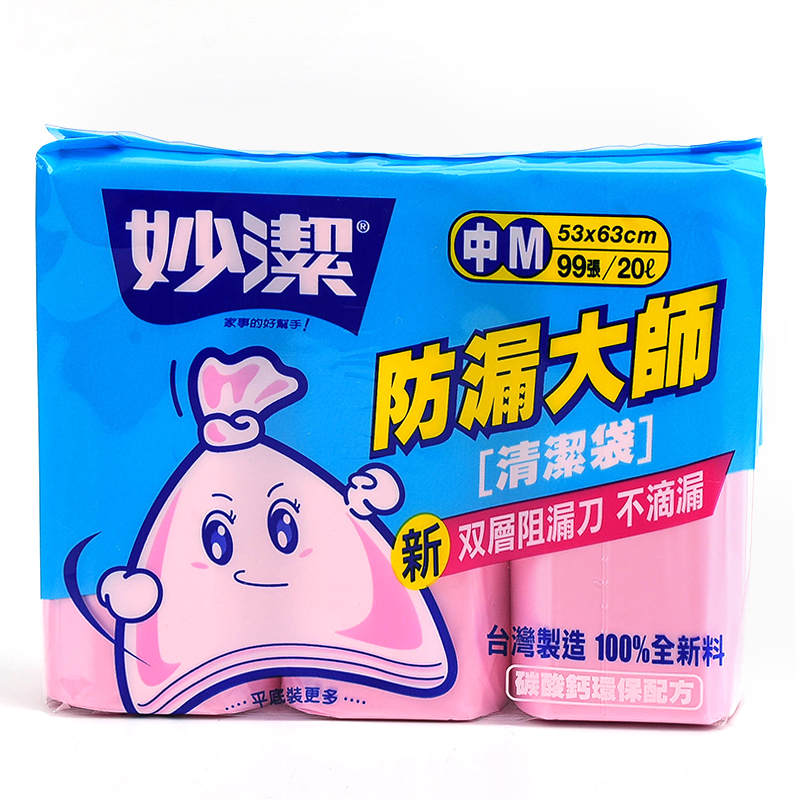 妙潔®
家事的好幫手！
中 M 53x63cm
99張/20ℓ
防漏大師
[清潔袋]
新 双層阻漏刀 不滴漏
台灣製造 100%全新料
碳酸鈣環保配方
····平底裝更多····